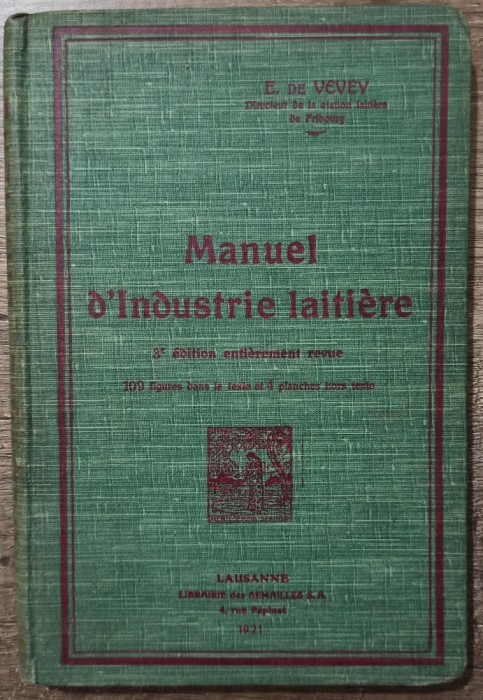 E. DE VEVEY
Directeur de la station laitière
de Fribourg
Manuel
d'Industrie laitière
3e édition entièrement revue
109 figures dans le texte et 4 planches hors texte
LAUSANNE
LIBRAIRIE des SEMAILLES S.A.
4, rue Pépinet
1921